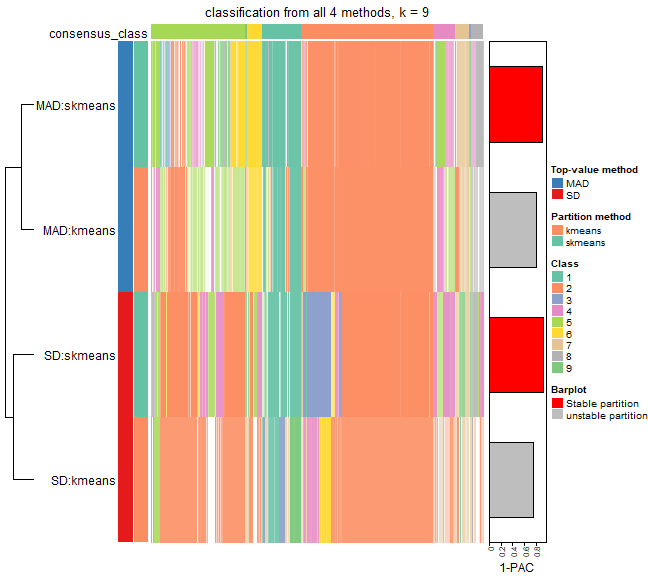 classification from all 4 methods, k = 9
consensus_class
MAD:skmeans
MAD:kmeans
SD:skmeans
SD:kmeans
Top-value method
MAD
SD
Partition method
kmeans
skmeans
Class
1
2
3
4
5
6
7
8
9
Barplot
Stable partition
unstable partition
0 0.2 0.4 0.6 0.8
1-PAC